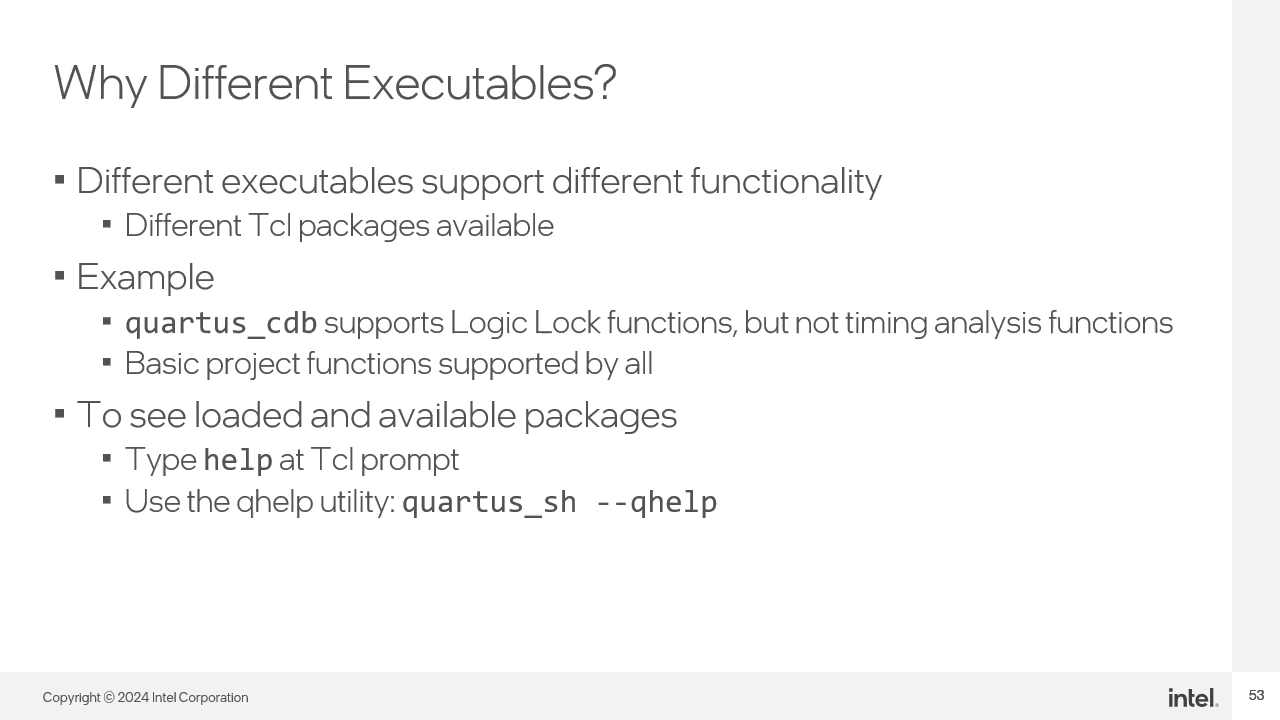 Why Different Executables?
▪ Different executables support different functionality
▪ Different Tcl packages available
▪ Example
▪ quartus_cdb supports Logic Lock functions, but not timing analysis functions
▪ Basic project functions supported by all
▪ To see loaded and available packages
▪ Type help at Tcl prompt
▪ Use the qhelp utility: quartus_sh --qhelp
Copyright © 2024 Intel Corporation
intel.
53